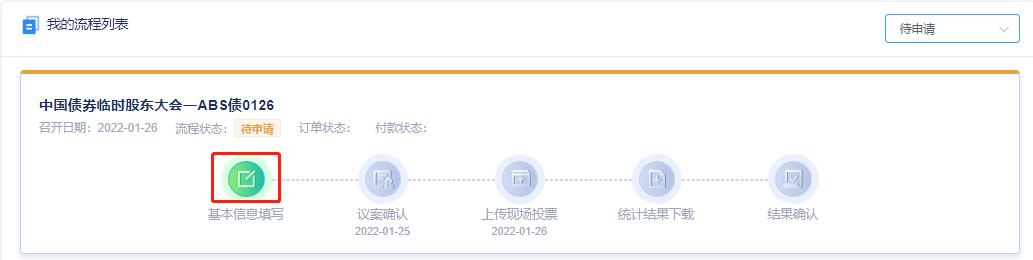 我的流程列表
待申请
中国债券临时股东大会一ABS债0126
召开日期：2022-01-26 流程状态：待申请 订单状态： 付款状态：
基本信息填写 议案确认 上传现场投票 统计结果下载 结果确认
2022-01-25 2022-01-26